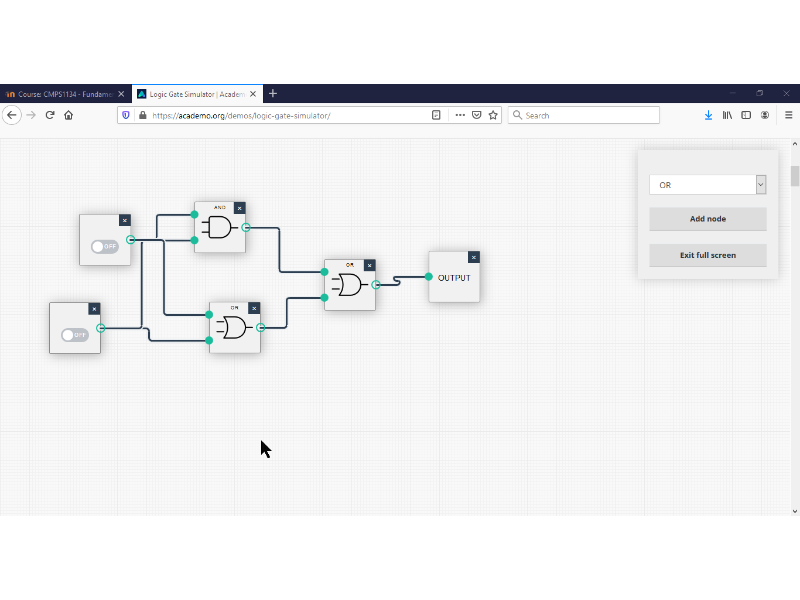 Course: CMPS1134 - Fundame
Logic Gate Simulator | Academ
https://academo.org/demos/logic-gate-simulator/
Search
OR
Add node
Exit full screen
AND
OFF
OR
OUTPUT
OFF
OR